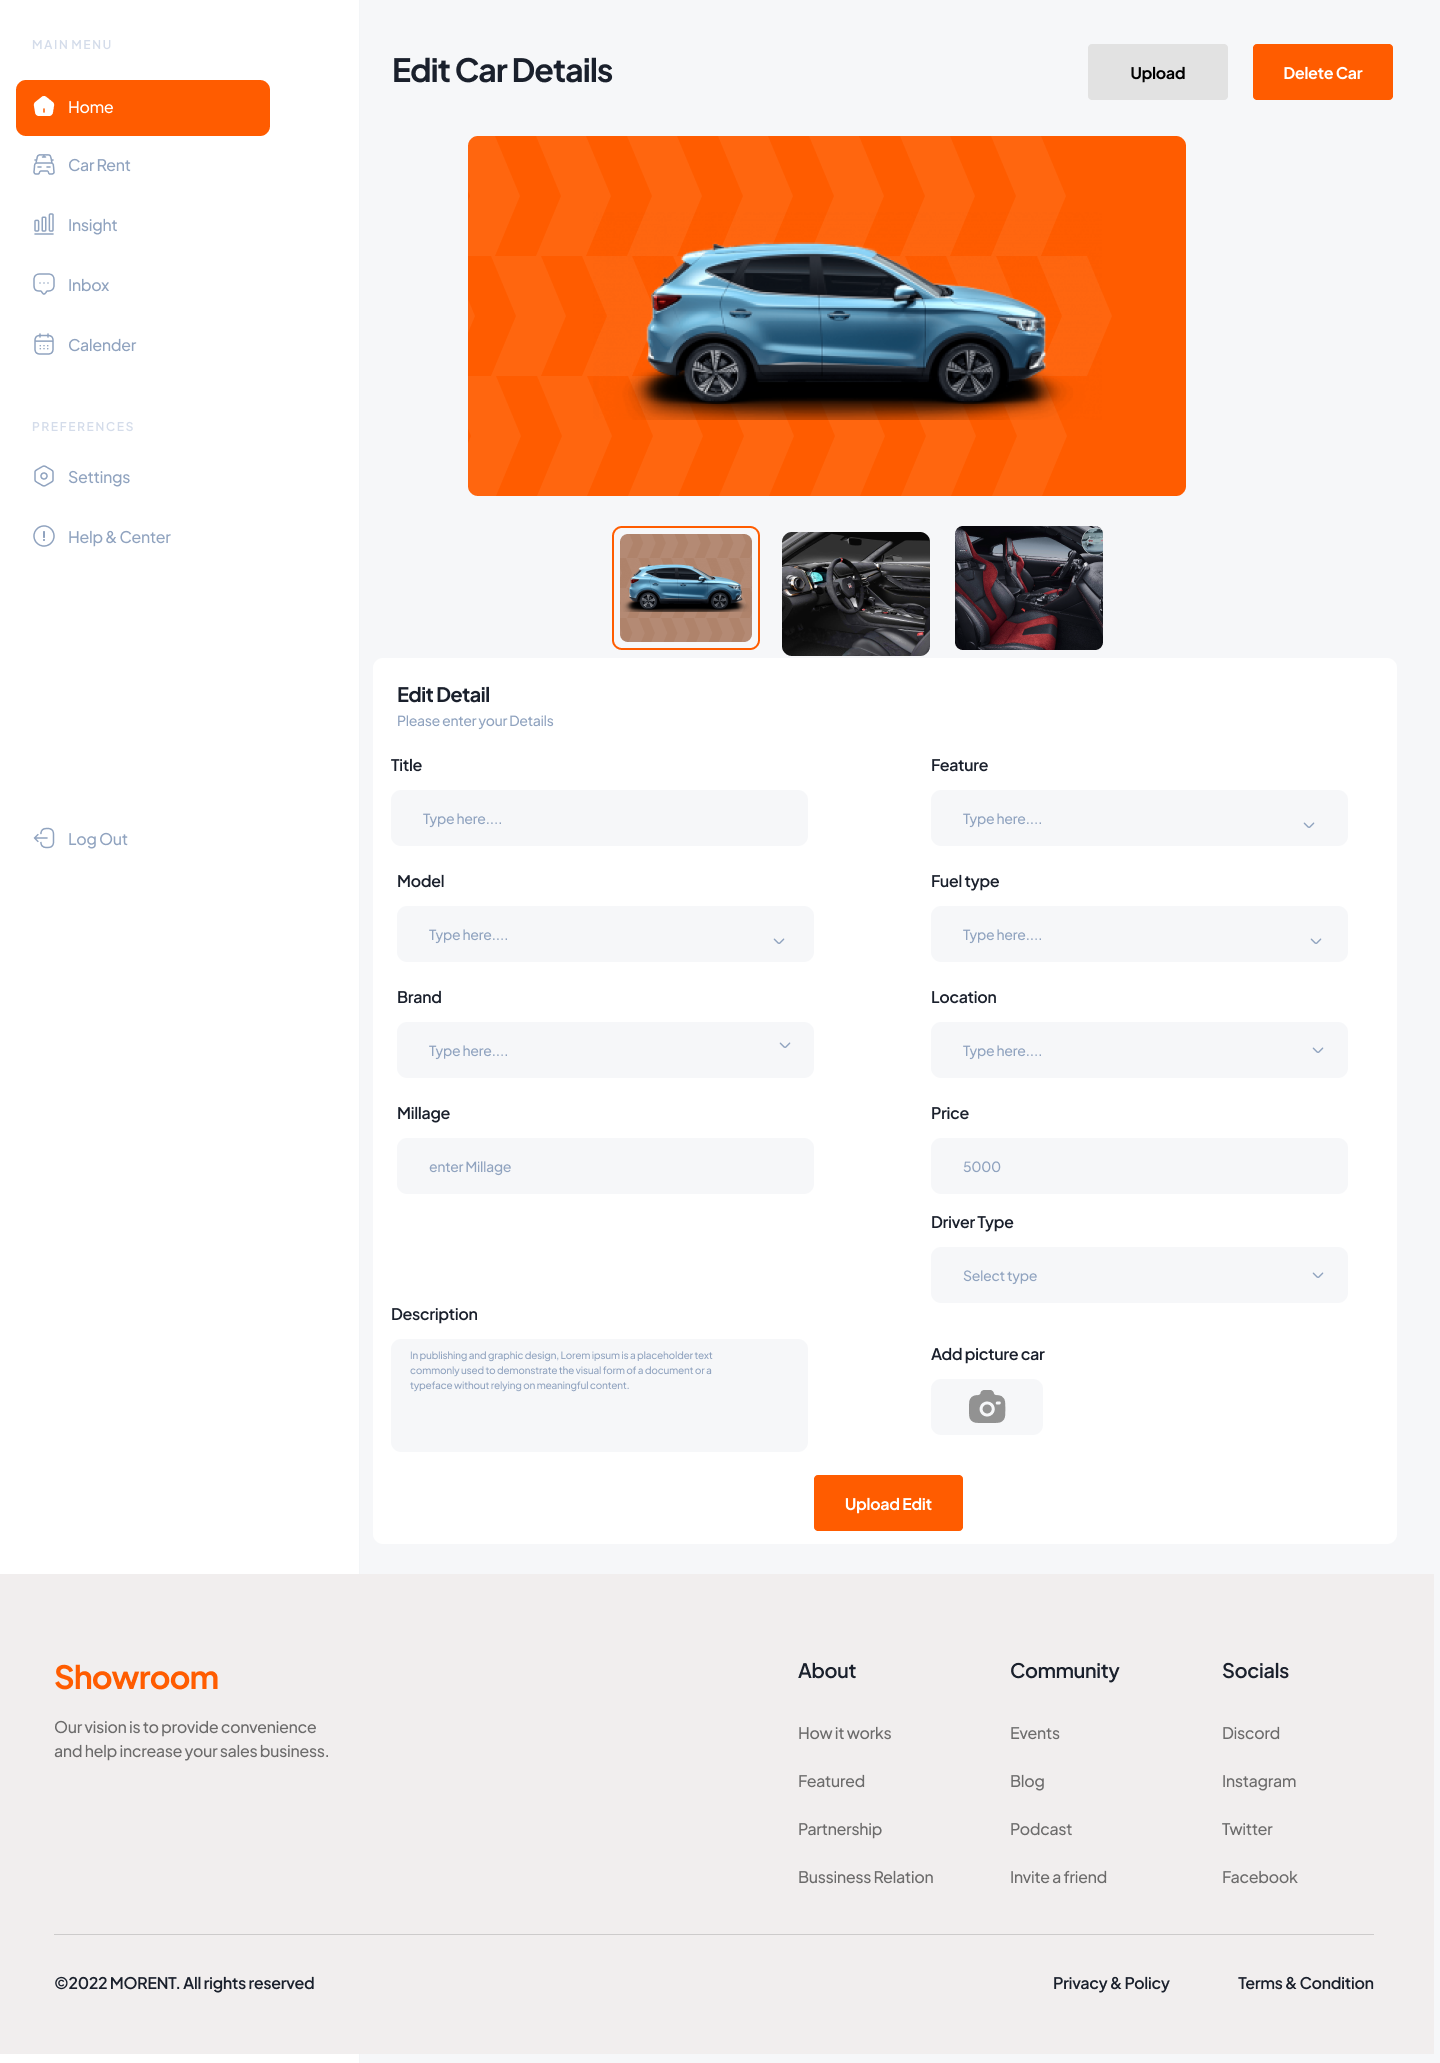 MAIN MENU
Home
Car Rent
Insight
Inbox
Calender
PREFERENCES
Settings
Help & Center
Log Out
Edit Car Details
Upload
Delete Car
Edit Detail
Please enter your Details
Title
Type here....
Feature
Type here....
Model
Type here....
Fuel type
Type here....
Brand
Type here....
Location
Type here....
Millage
enter Millage
Price
5000
Driver Type
Select type
Description
In publishing and graphic design, Lorem ipsum is a placeholder text
commonly used to demonstrate the visual form of a document or a
typeface without relying on meaningful content.
Add picture car
Upload Edit
Showroom
Our vision is to provide convenience
and help increase your sales business.
About
How it works
Featured
Partnership
Bussiness Relation
Community
Events
Blog
Podcast
Invite a friend
Socials
Discord
Instagram
Twitter
Facebook
©2022 MORENT. All rights reserved
Privacy & Policy
Terms & Condition